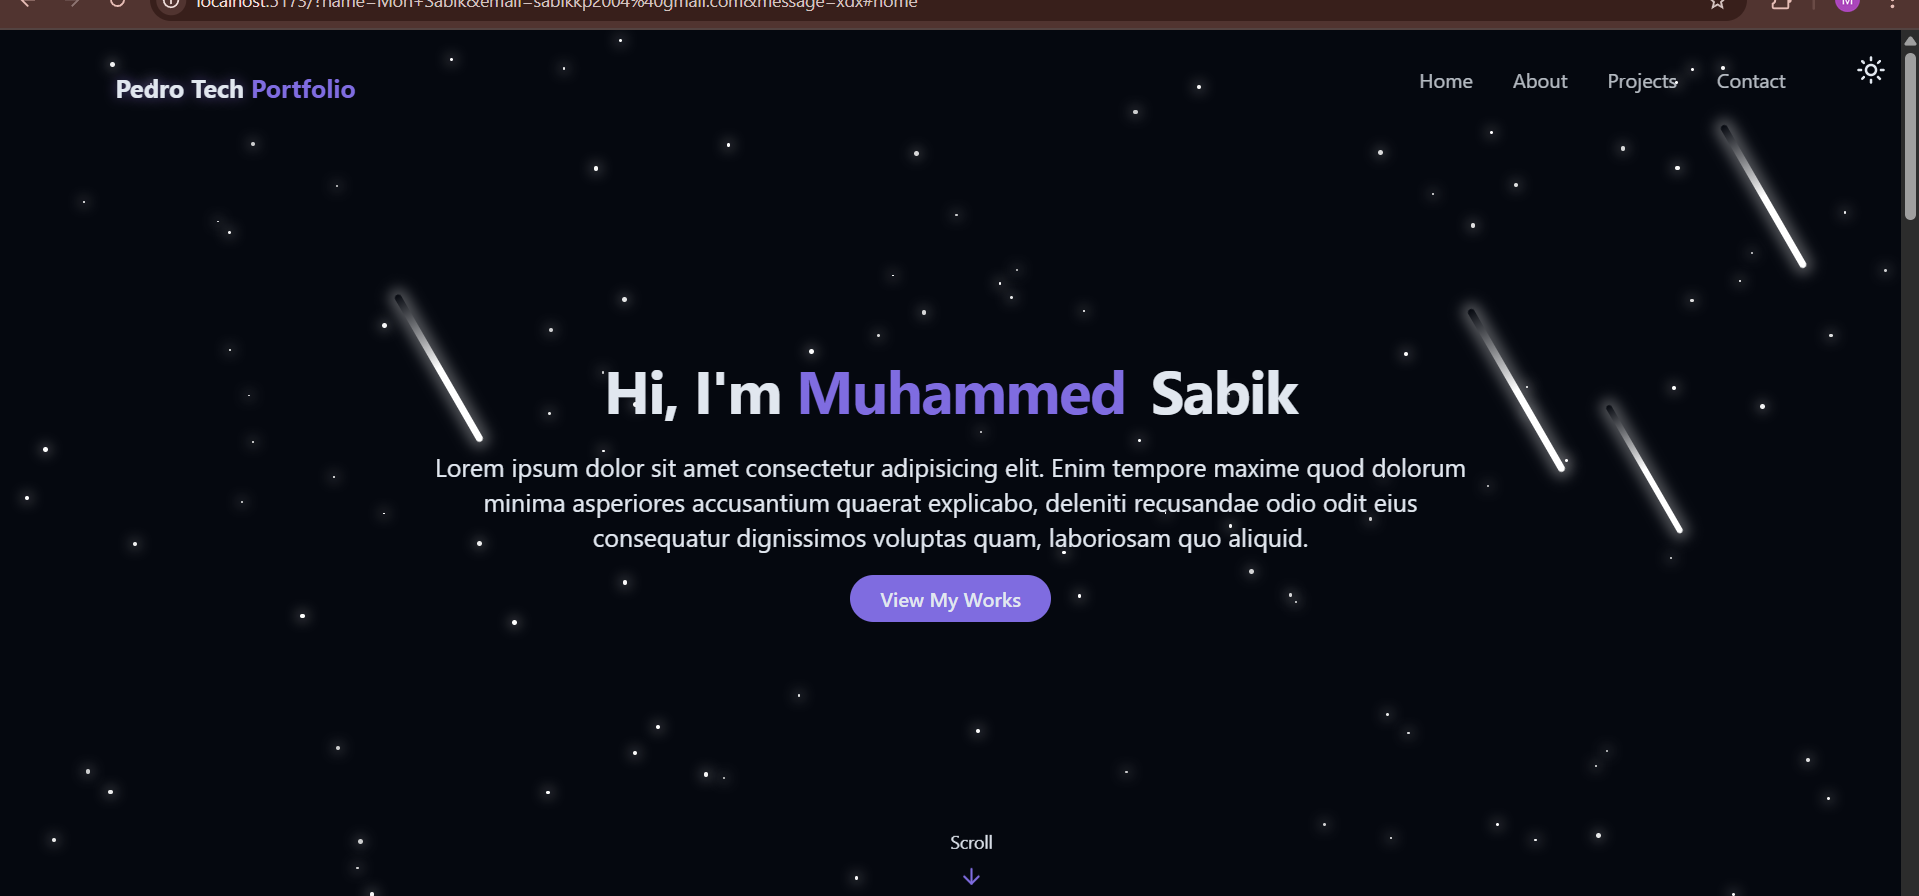 localhost:5173/?name=Moh+Sabik&email=sabikkp2004%40gmail.com&message=xdx#home
M
Pedro Tech Portfolio
Home About Projects Contact
Hi, I'm Muhammed Sabik
Lorem ipsum dolor sit amet consectetur adipisicing elit. Enim tempore maxime quod dolorum
minima asperiores accusantium quaerat explicabo, deleniti recusandae odio odit eius
consequatur dignissimos voluptas quam, laboriosam quo aliquid.
View My Works
Scroll